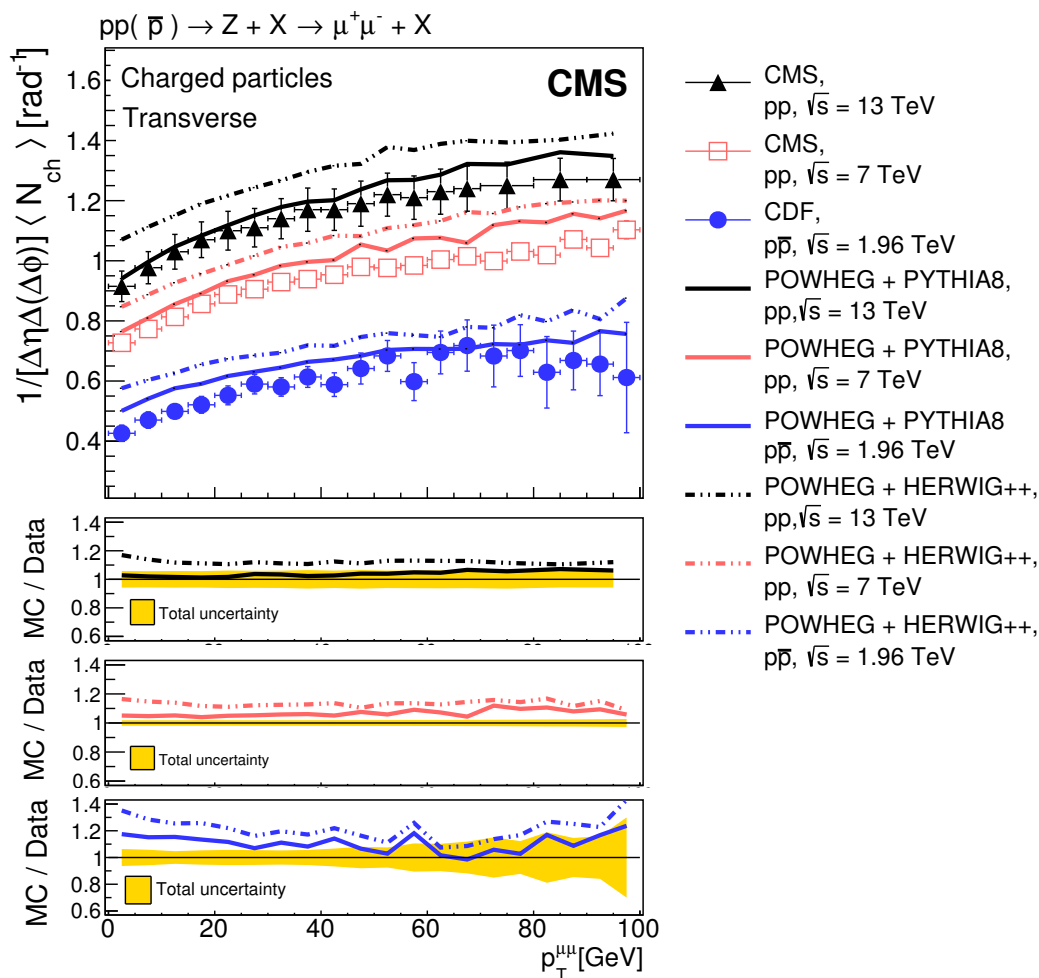 pp( p̅ ) → Z + X → μ⁺μ⁻ + X
1/[ΔηΔ(Δϕ)] ⟨ N_ch ⟩ [rad⁻¹]
1.6
1.4
1.2
1
0.8
0.6
0.4
Charged particles
CMS
Transverse
CMS,
pp, √s = 13 TeV
CMS,
pp, √s = 7 TeV
CDF,
pp̅, √s = 1.96 TeV
POWHEG + PYTHIA8,
pp,√s = 13 TeV
POWHEG + PYTHIA8,
pp, √s = 7 TeV
POWHEG + PYTHIA8
pp̅, √s = 1.96 TeV
POWHEG + HERWIG++,
pp,√s = 13 TeV
POWHEG + HERWIG++,
pp, √s = 7 TeV
POWHEG + HERWIG++,
pp̅, √s = 1.96 TeV
MC / Data
1.4
1.2
1
0.8
0.6
Total uncertainty
MC / Data
1.4
1.2
1
0.8
0.6
Total uncertainty
MC / Data
1.4
1.2
1
0.8
0.6
Total uncertainty
0 20 40 60 80 100
p_T^μμ [GeV]